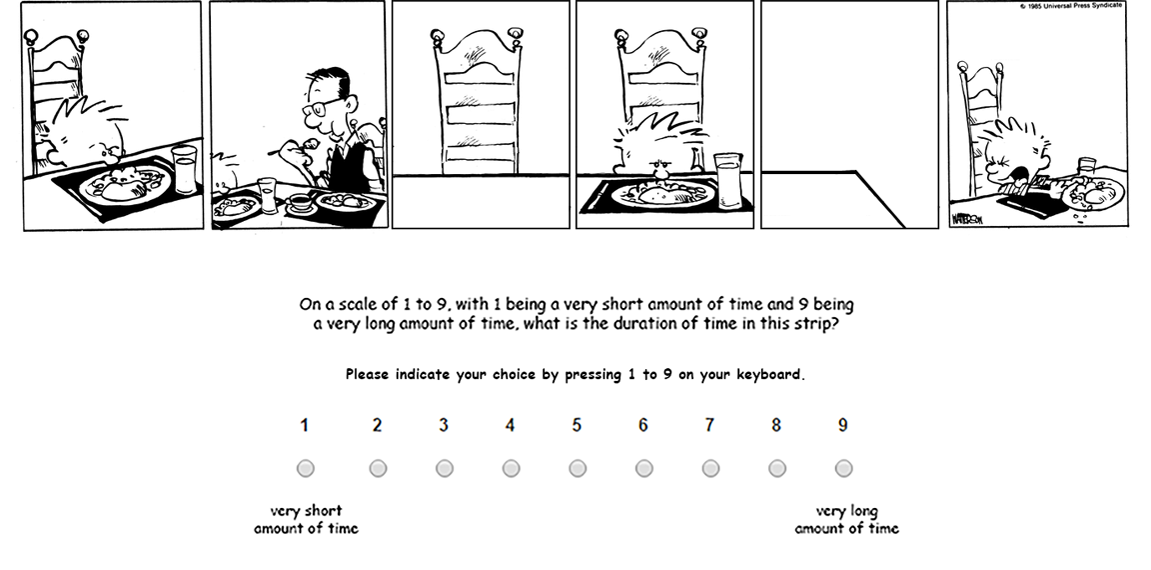 © 1985 Universal Press Syndicate
WATTERSON
On a scale of 1 to 9, with 1 being a very short amount of time and 9 being
a very long amount of time, what is the duration of time in this strip?
Please indicate your choice by pressing 1 to 9 on your keyboard.
1 2 3 4 5 6 7 8 9
very short very long
amount of time amount of time